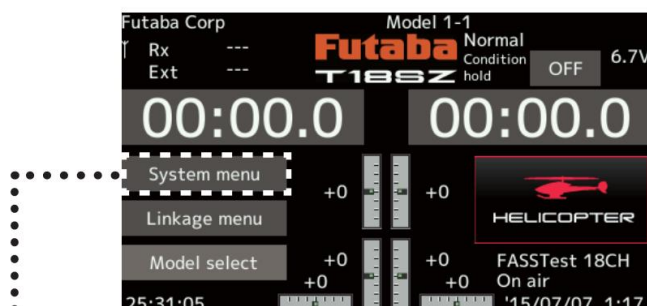 Futaba Corp
Model 1-1
Rx ---
Ext ---
Futaba
T18SZ
Normal
Condition
hold
OFF
6.7V
00:00.0
00:00.0
System menu
+0
+0
Linkage menu
HELICOPTER
Model select
+0
+0
FASSTest 18CH
+0
+0
On air
25:31:05
'15/07/07 1:17